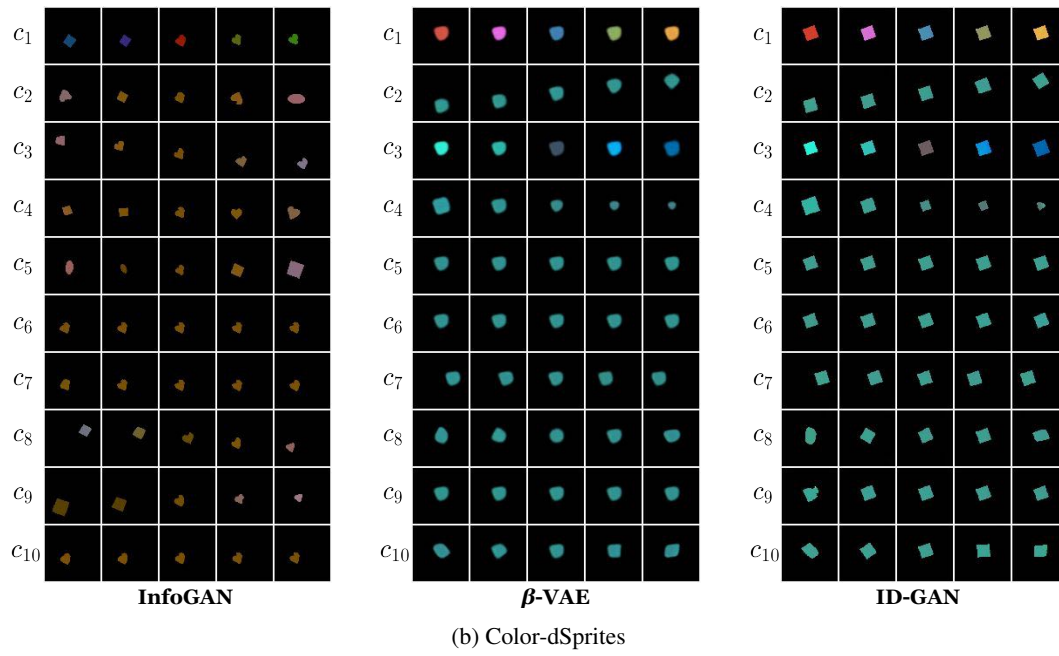 c1 c1 c1
c2 c2 c2
c3 c3 c3
c4 c4 c4
c5 c5 c5
c6 c6 c6
c7 c7 c7
c8 c8 c8
c9 c9 c9
c10 c10 c10
InfoGAN β-VAE ID-GAN
(b) Color-dSprites